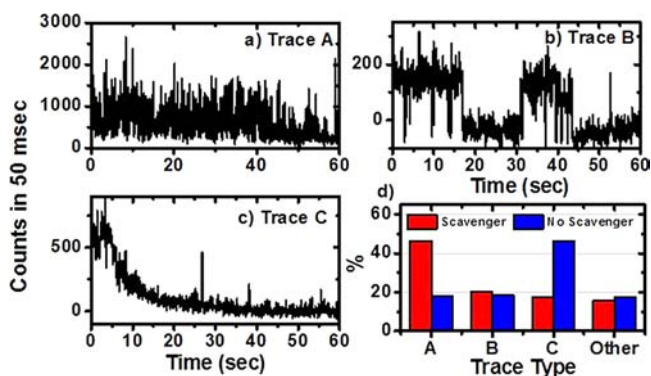 3000
2000
1000
0
a) Trace A
0 20 40 60
200
0
b) Trace B
0 10 20 30 40 50 60
Time (sec)
Counts in 50 msec
500
0
c) Trace C
0 10 20 30 40 50 60
Time (sec)
d)
Scavenger No Scavenger
60
40
20
0
%
A B C Other
Trace Type